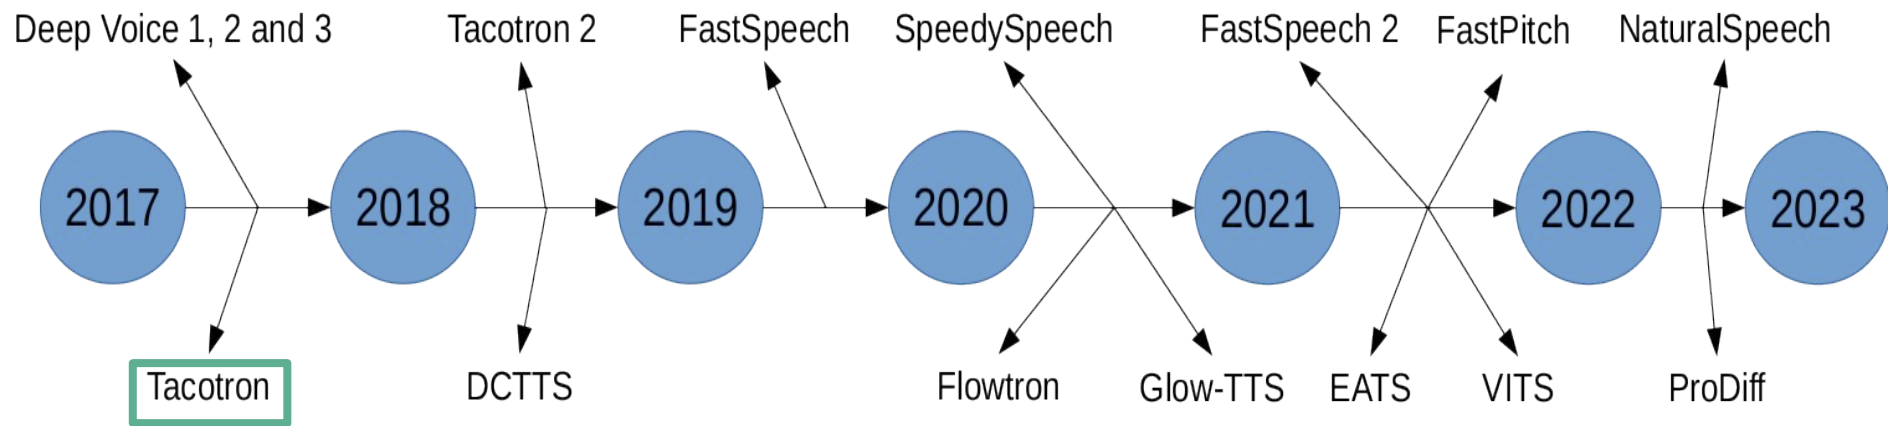 Deep Voice 1, 2 and 3
Tacotron 2
FastSpeech
SpeedySpeech
FastSpeech 2
FastPitch
NaturalSpeech
2017
2018
2019
2020
2021
2022
2023
Tacotron
DCTTS
Flowtron
Glow-TTS
EATS
VITS
ProDiff